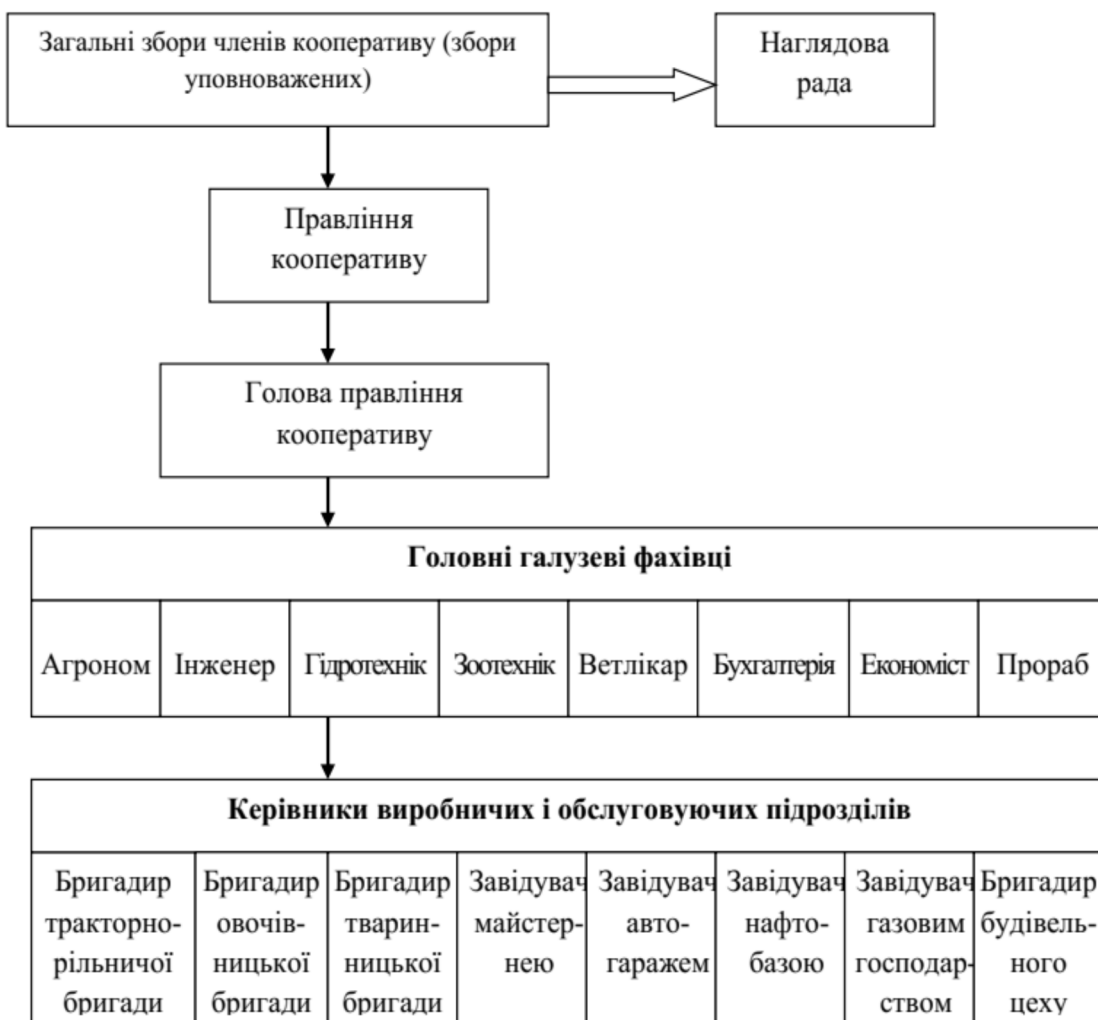 Загальні збори членів кооперативу (збори
уповноважених)
Наглядова
рада
Правління
кооперативу
Голова правління
кооперативу
Головні галузеві фахівці
Агроном
Інженер
Гідротехнік
Зоотехнік
Ветлікар
Бухгалтерія
Економіст
Прораб
Керівники виробничих і обслуговуючих підрозділів
Бригадир
тракторно-
рільничої
бригади
Бригадир
овочів-
ницької
бригади
Бригадир
тварин-
ницької
бригади
Завідувач
майстер-
нею
Завідувач
авто-
гаражем
Завідувач
нафто-
базою
Завідувач
газовим
господар-
ством
Бригадир
будівель-
ного
цеху